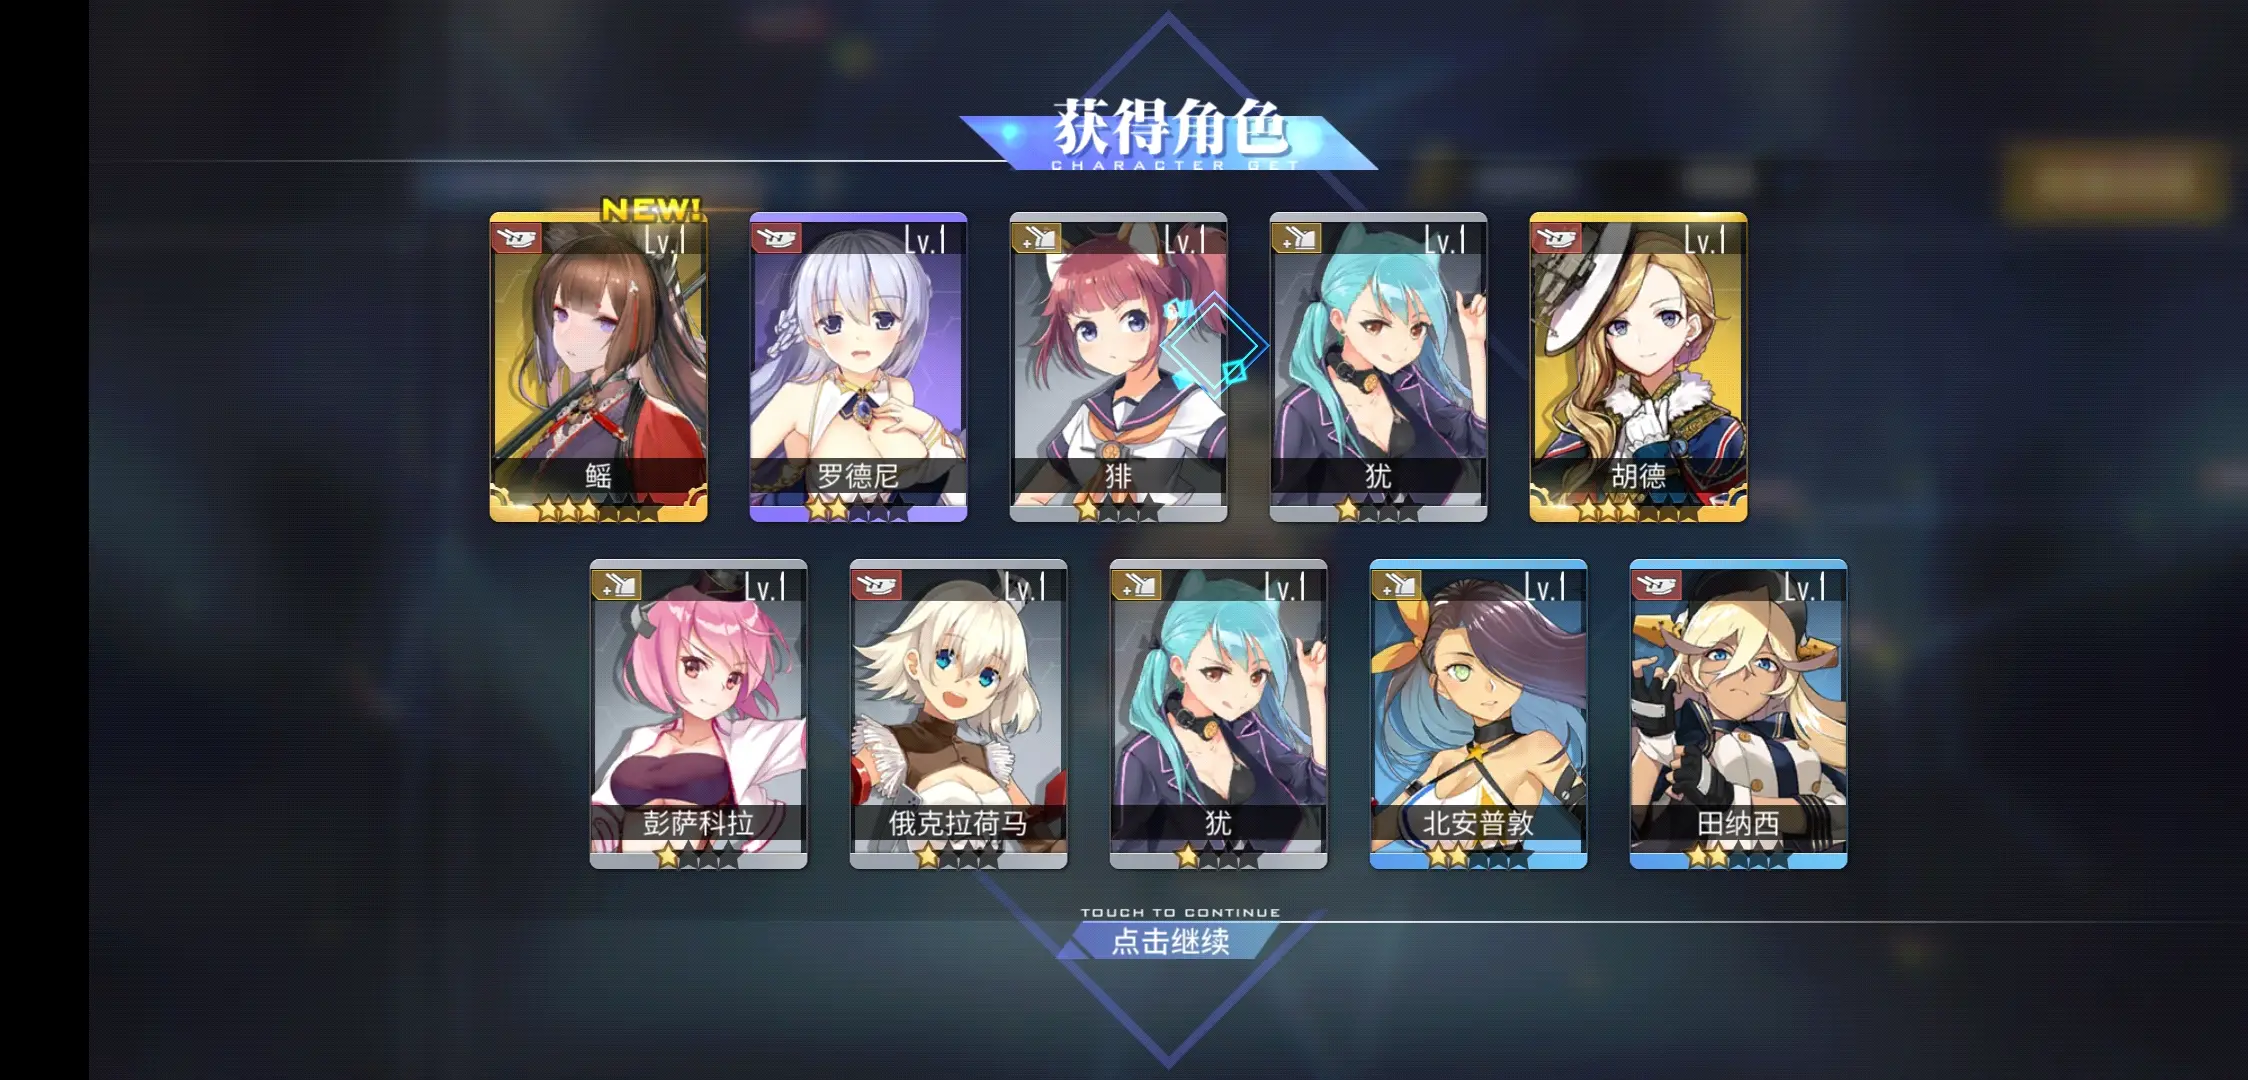 获得角色
CHARACTER GET
NEW!
Lv.1
鳐
Lv.1
罗德尼
Lv.1
猅
Lv.1
犹
Lv.1
胡德
Lv.1
彭萨科拉
Lv.1
俄克拉荷马
Lv.1
犹
Lv.1
北安普敦
Lv.1
田纳西
TOUCH TO CONTINUE
点击继续